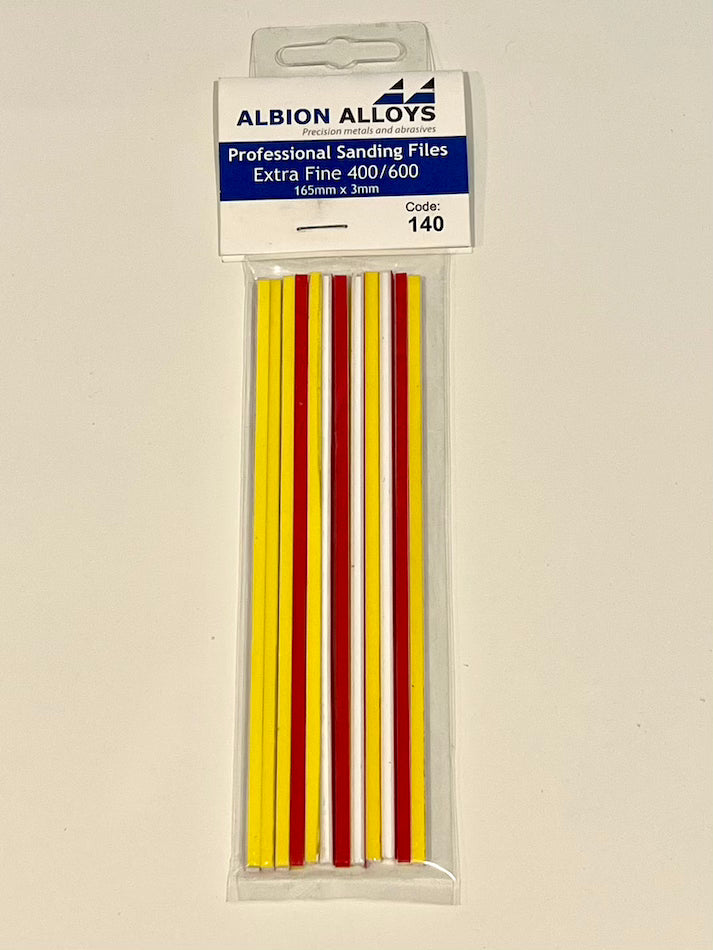 ALBION ALLOYS
Precision metals and abrasives
Professional Sanding Files
Extra Fine 400/600
165mm x 3mm
Code:
140